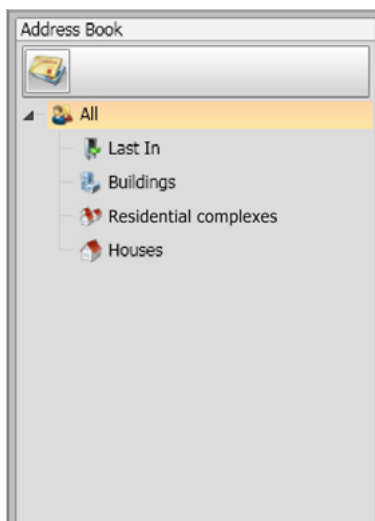 Address Book
All
Last In
Buildings
Residential complexes
Houses